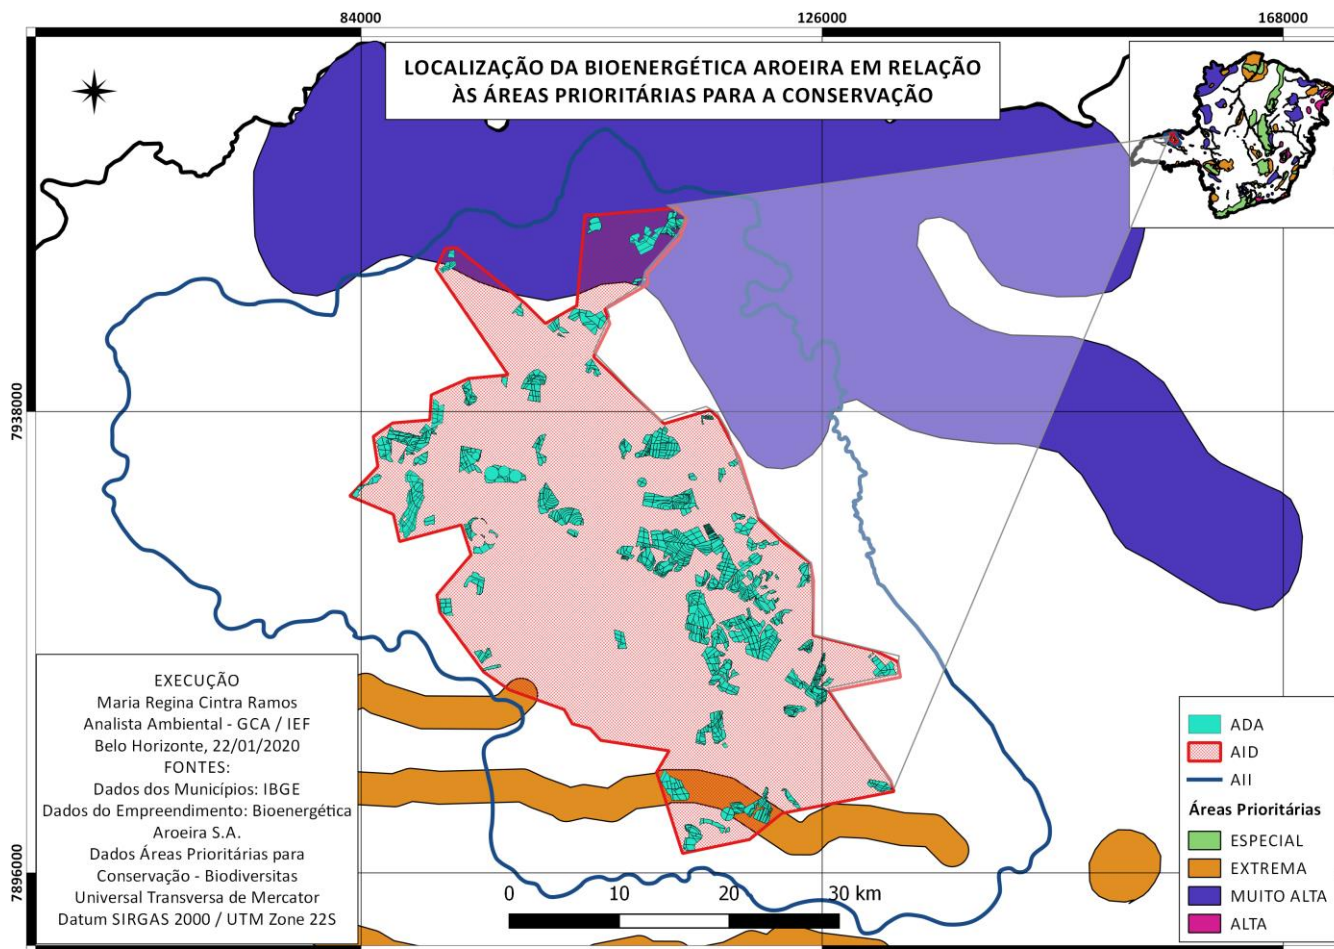 84000
126000
168000
LOCALIZAÇÃO DA BIOENERGÉTICA AROEIRA EM RELAÇÃO
ÀS ÁREAS PRIORITÁRIAS PARA A CONSERVAÇÃO
7938000
7896000
EXECUÇÃO
Maria Regina Cintra Ramos
Analista Ambiental - GCA / IEF
Belo Horizonte, 22/01/2020
FONTES:
Dados dos Municípios: IBGE
Dados do Empreendimento: Bioenergética
Aroeira S.A.
Dados Áreas Prioritárias para
Conservação - Biodiversitas
Universal Transversa de Mercator
Datum SIRGAS 2000 / UTM Zone 22S
0 10 20 30 km
ADA
AID
AII
Áreas Prioritárias
ESPECIAL
EXTREMA
MUITO ALTA
ALTA